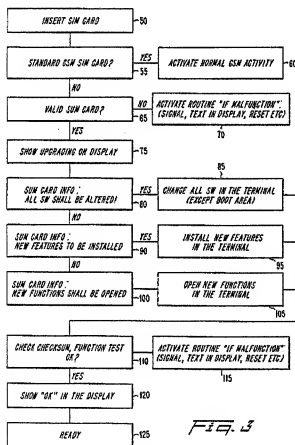 INSERT SIM CARD
50
STANDARD GSM SIM CARD?
YES
ACTIVATE NORMAL GSM ACTIVITY
60
55
NO
VALID SUM CARD?
NO
ACTIVATE ROUTINE "IF MALFUNCTION".
(SIGNAL, TEXT IN DISPLAY, RESET ETC)
65
70
YES
SHOW UPGRADING ON DISPLAY
75
85
SUM CARD INFO:
ALL SW SHALL BE ALTERED!
YES
CHANGE ALL SW IN THE TERMINAL
(EXCEPT BOOT AREA)
80
NO
SUM CARD INFO:
NEW FEATURES TO BE INSTALLED
YES
INSTALL NEW FEATURES
IN THE TERMINAL
90
95
NO
SUM CARD INFO:
NEW FUNCTIONS SHALL BE OPENED
OPEN NEW FUNCTIONS
IN THE TERMINAL
100
105
CHECK CHECKSUM, FUNCTION TEST
OK?
ACTIVATE ROUTINE "IF MALFUNCTION"
(SIGNAL, TEXT IN DISPLAY, RESET ETC)
110
115
YES
SHOW "OK" IN THE DISPLAY
120
READY
125
Fig. 3